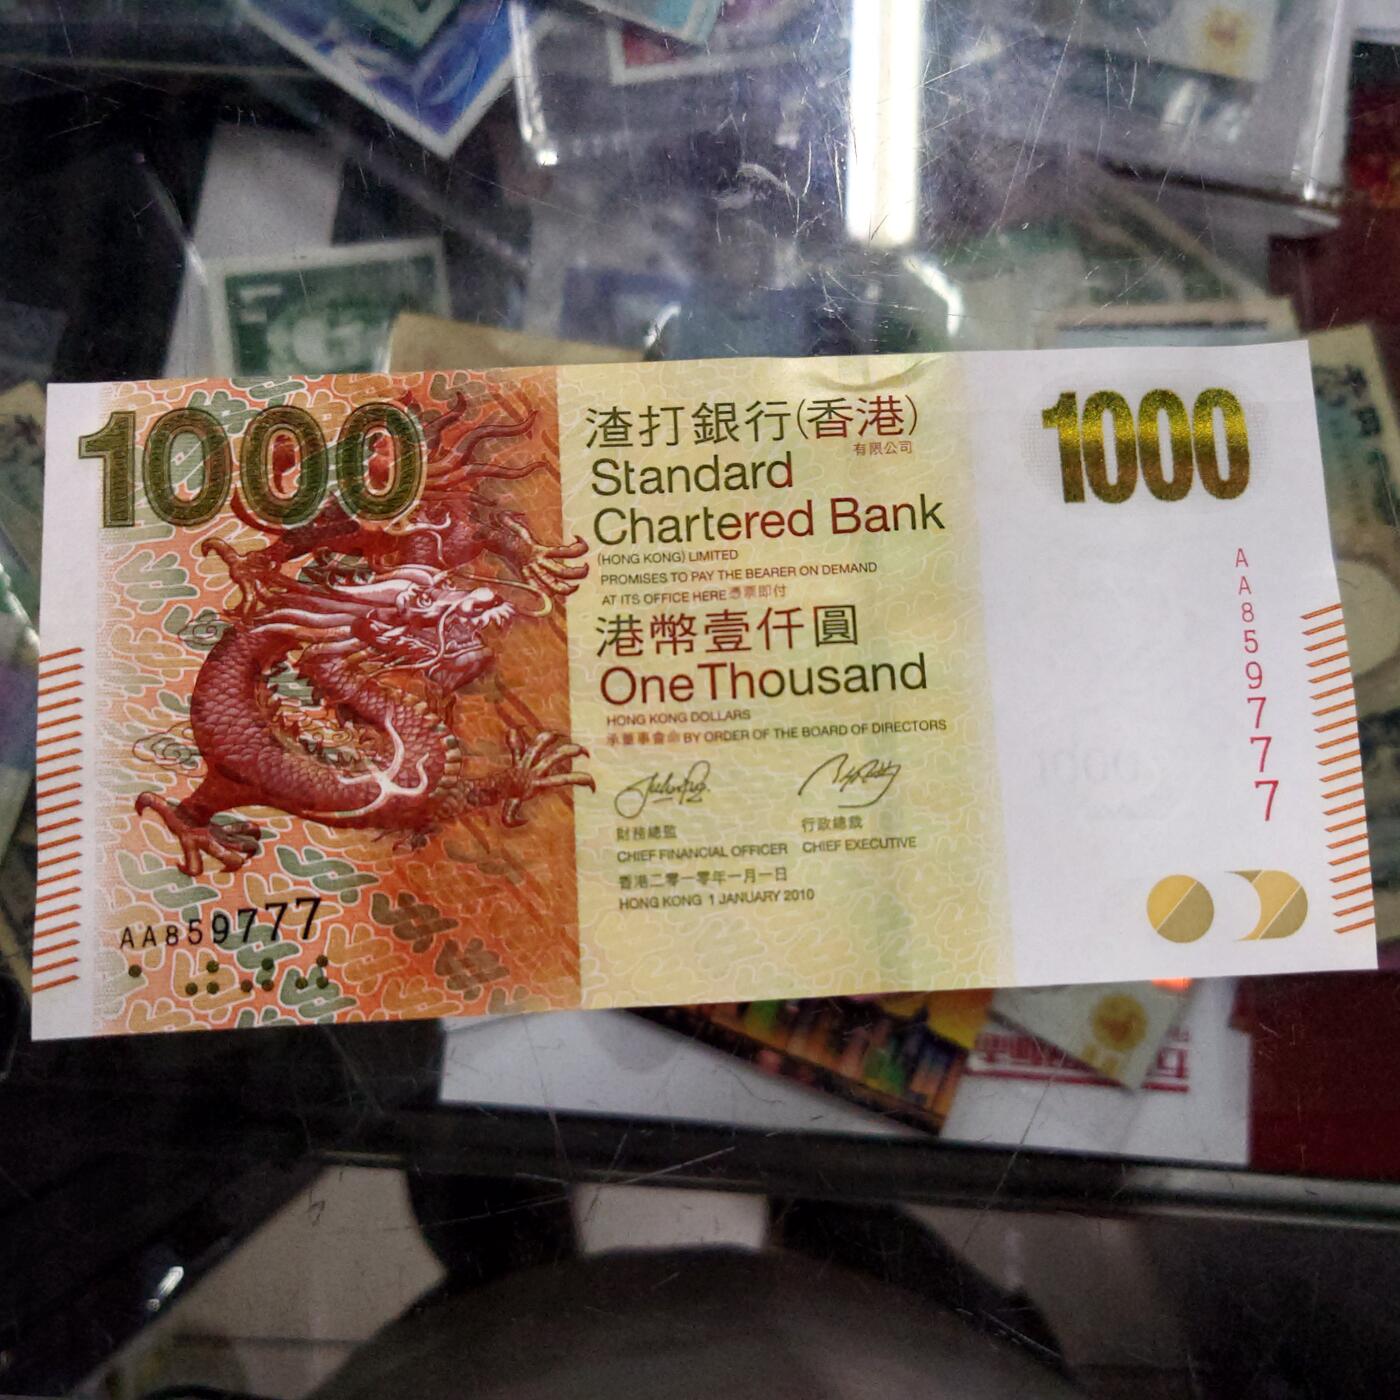 1000
渣打銀行(香港)
有限公司
Standard
Chartered Bank
(HONG KONG) LIMITED
PROMISES TO PAY THE BEARER ON DEMAND
AT ITS OFFICE HERE 憑票即付
港幣壹仟圓
One Thousand
HONG KONG DOLLARS
承董事會命 BY ORDER OF THE BOARD OF DIRECTORS
財務總監
CHIEF FINANCIAL OFFICER
行政總裁
CHIEF EXECUTIVE
香港二零一零年一月一日
HONG KONG 1 JANUARY 2010
AA859777
1000
AA859777